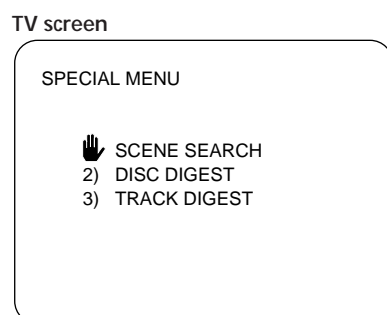 TV screen
SPECIAL MENU
SCENE SEARCH
2) DISC DIGEST
3) TRACK DIGEST